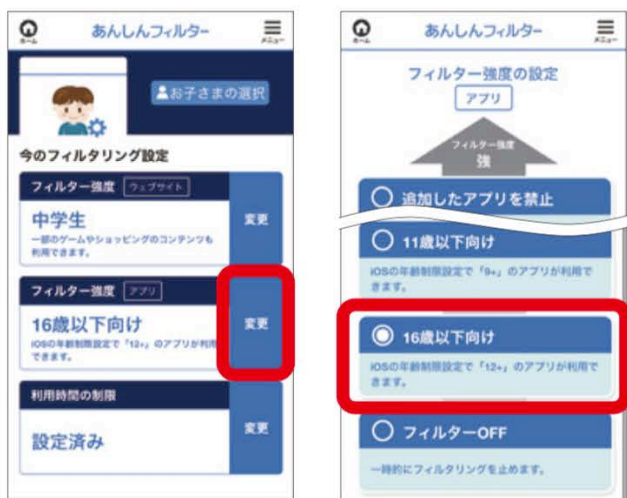 ホーム
あんしんフィルター
メニュー
お子さまの選択
今のフィルタリング設定
フィルター強度 ウェブサイト
中学生
一部のゲームやショッピングのコンテンツも
利用できます。
変更
フィルター強度 アプリ
16歳以下向け
iOSの年齢制限設定で「12+」のアプリが利用
できます。
変更
利用時間の制限
設定済み
変更
ホーム
あんしんフィルター
メニュー
フィルター強度の設定
アプリ
フィルター強度
強
追加したアプリを禁止
11歳以下向け
iOSの年齢制限設定で「9+」のアプリが利用で
きます。
16歳以下向け
iOSの年齢制限設定で「12+」のアプリが利用で
きます。
フィルターOFF
一時的にフィルタリングを止めます。